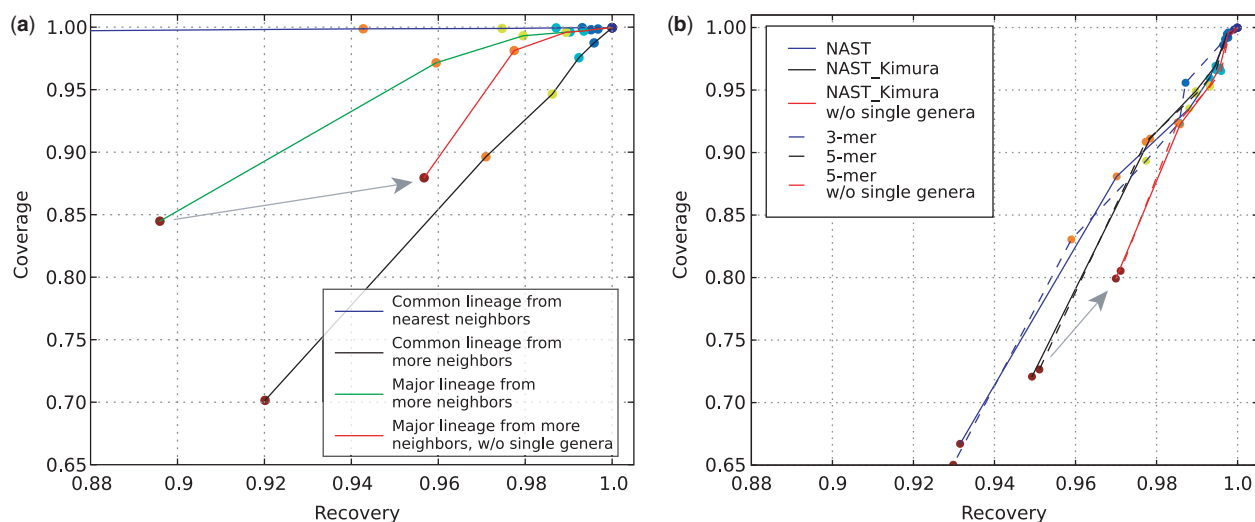 (a)
1.00
0.95
0.90
0.85
0.80
0.75
0.70
0.65
Coverage
0.88
0.9
0.92
0.94
0.96
0.98
1.0
Recovery
Common lineage from
nearest neighbors
Common lineage from
more neighbors
Major lineage from
more neighbors
Major lineage from more
neighbors, w/o single genera
(b)
1.00
0.95
0.90
0.85
0.80
0.75
0.70
0.65
Coverage
0.88
0.90
0.92
0.94
0.96
0.98
1.0
Recovery
NAST
NAST_Kimura
NAST_Kimura
w/o single genera
3-mer
5-mer
5-mer
w/o single genera